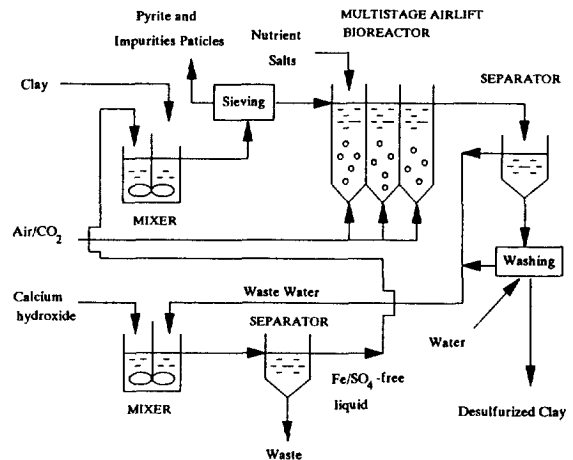 Pyrite and
Impurities Paticles
Nutrient
Salts
MULTISTAGE AIRLIFT
BIOREACTOR
Clay
Sieving
SEPARATOR
MIXER
Air/CO2
Washing
Calcium
hydroxide
Waste Water
SEPARATOR
Water
MIXER
Fe/SO4-free
liquid
Desulfurized Clay
Waste